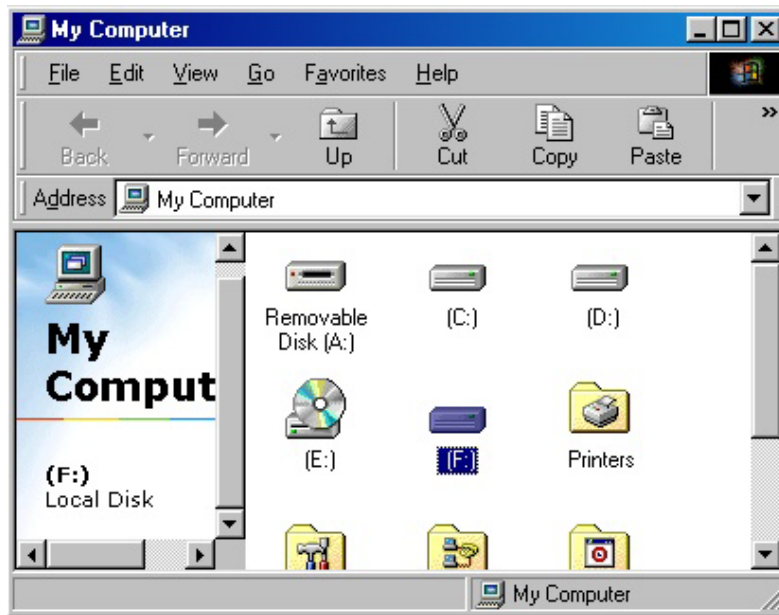 My Computer
File Edit View Go Favorites Help
Back Forward Up Cut Copy Paste »
Address My Computer
My
Comput
(F:)
Local Disk
Removable
Disk (A:)
(C:)
(D:)
(E:)
(F:)
Printers
My Computer